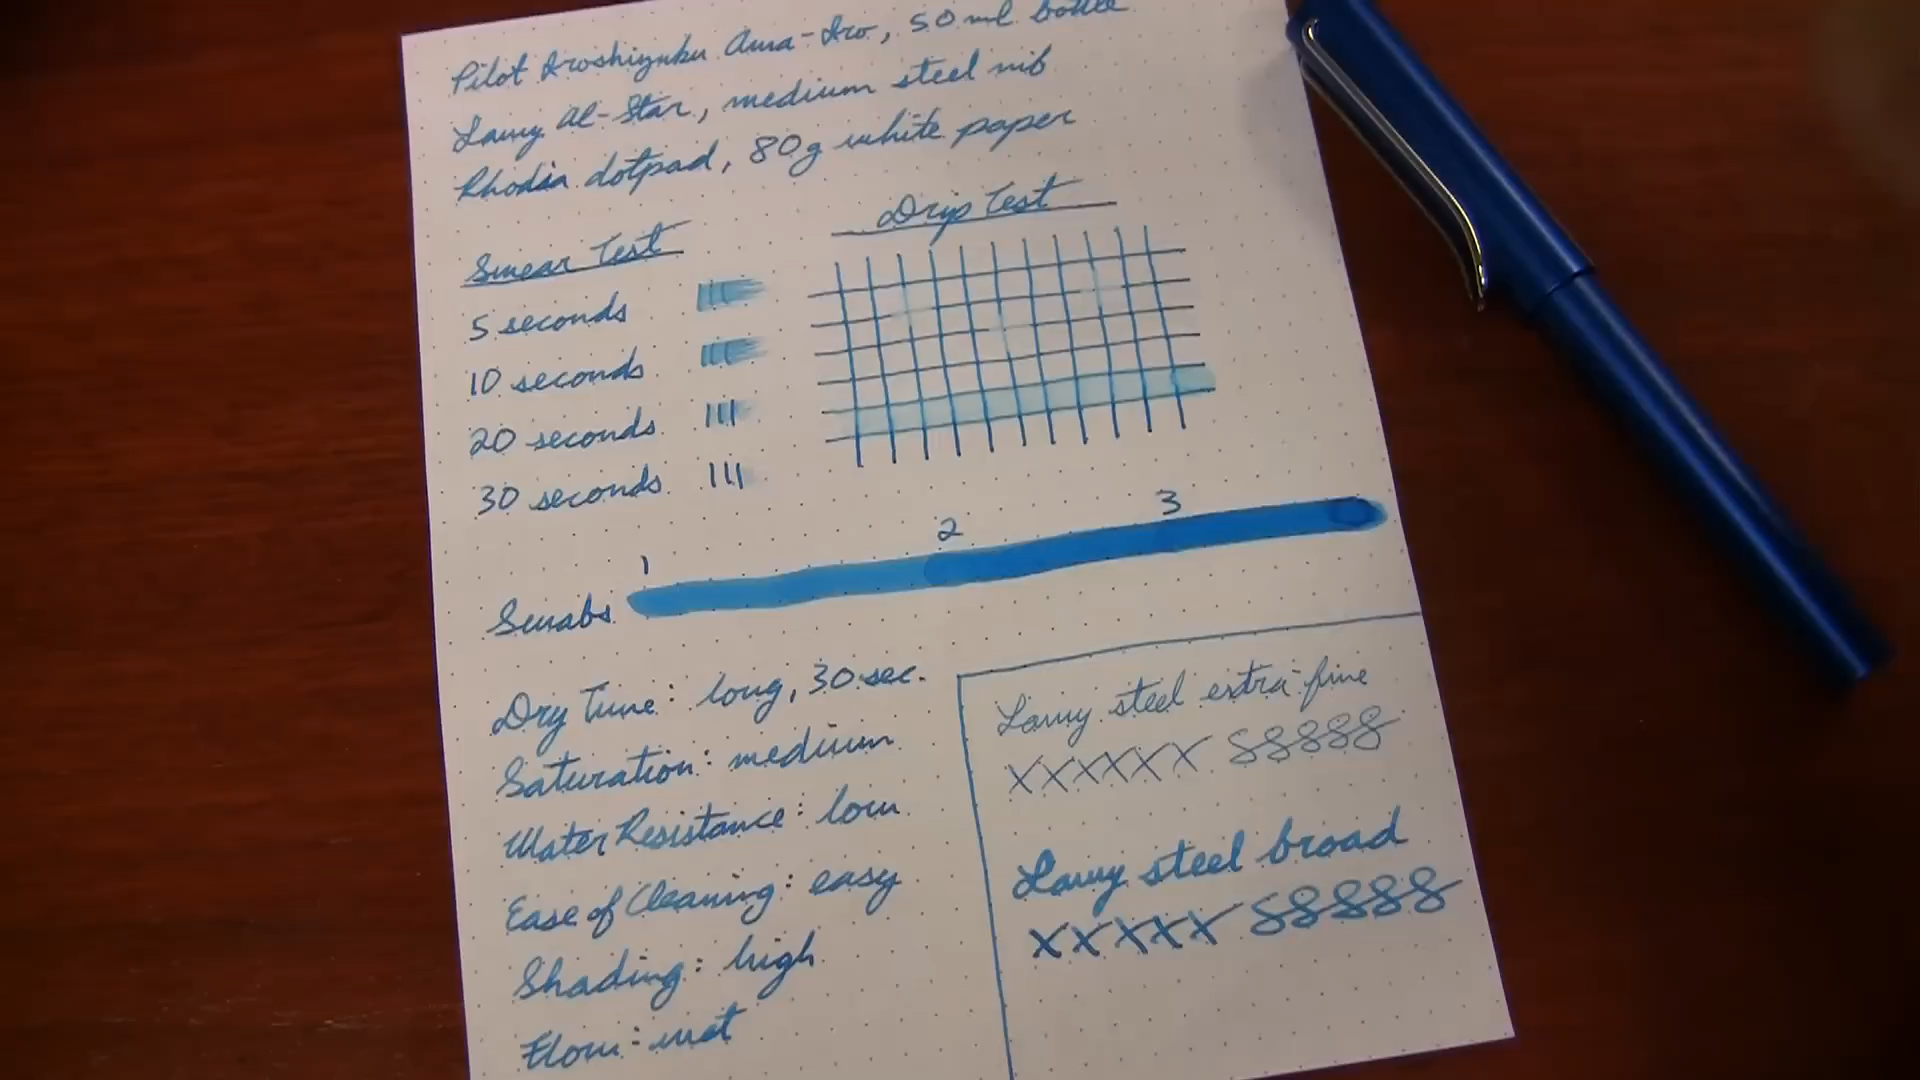 Pilot Iroshizuku Ama-Iro, 50 ml bottle
Lamy Al-Star, medium steel nib
Rhodia dotpad, 80g white paper
Smear Test
5 seconds
10 seconds
20 seconds
30 seconds
Drip Test
1 2 3
Swabs
Dry Time: long, 30 sec.
Saturation: medium
Water Resistance: low
Ease of Cleaning: easy
Shading: high
Flow: wet
Lamy steel extra-fine
xxxxxx 88888
Lamy steel broad
xxxxx 88888